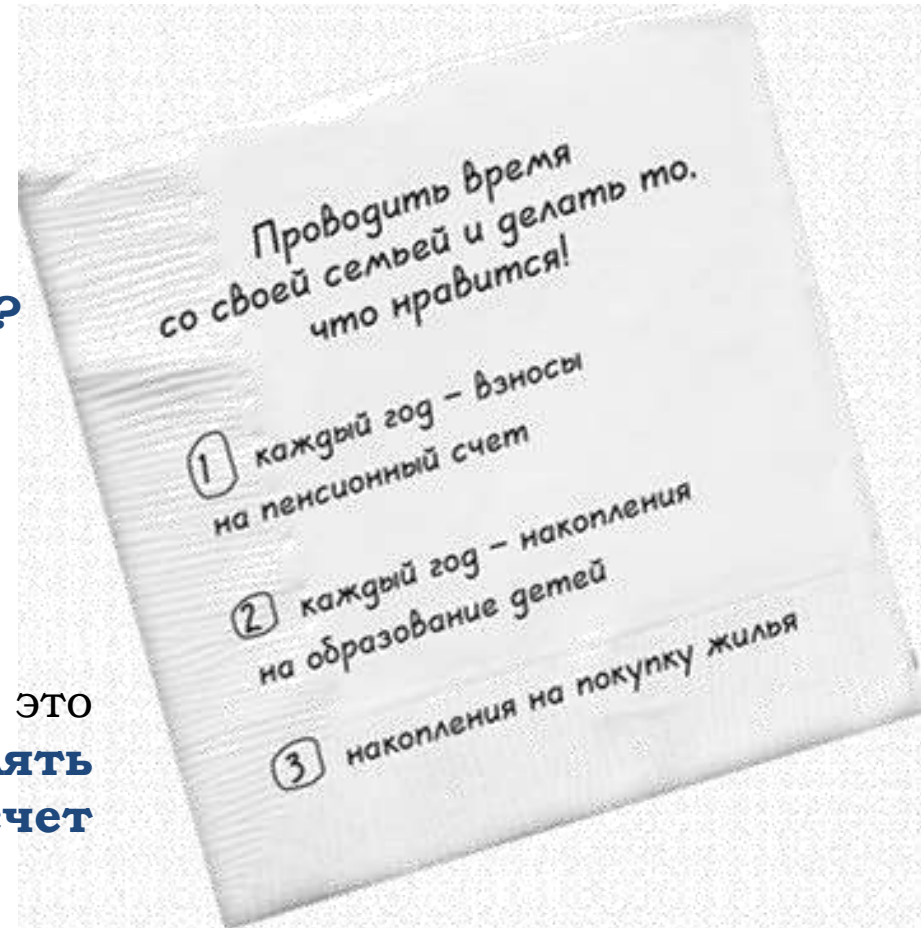 ?
Проводить время
со своей семьей и делать то.
что нравится!
1 каждый год – взносы
на пенсионный счет
2 каждый год – накопления
на образование детей
3 накопления на покупку жилья
это